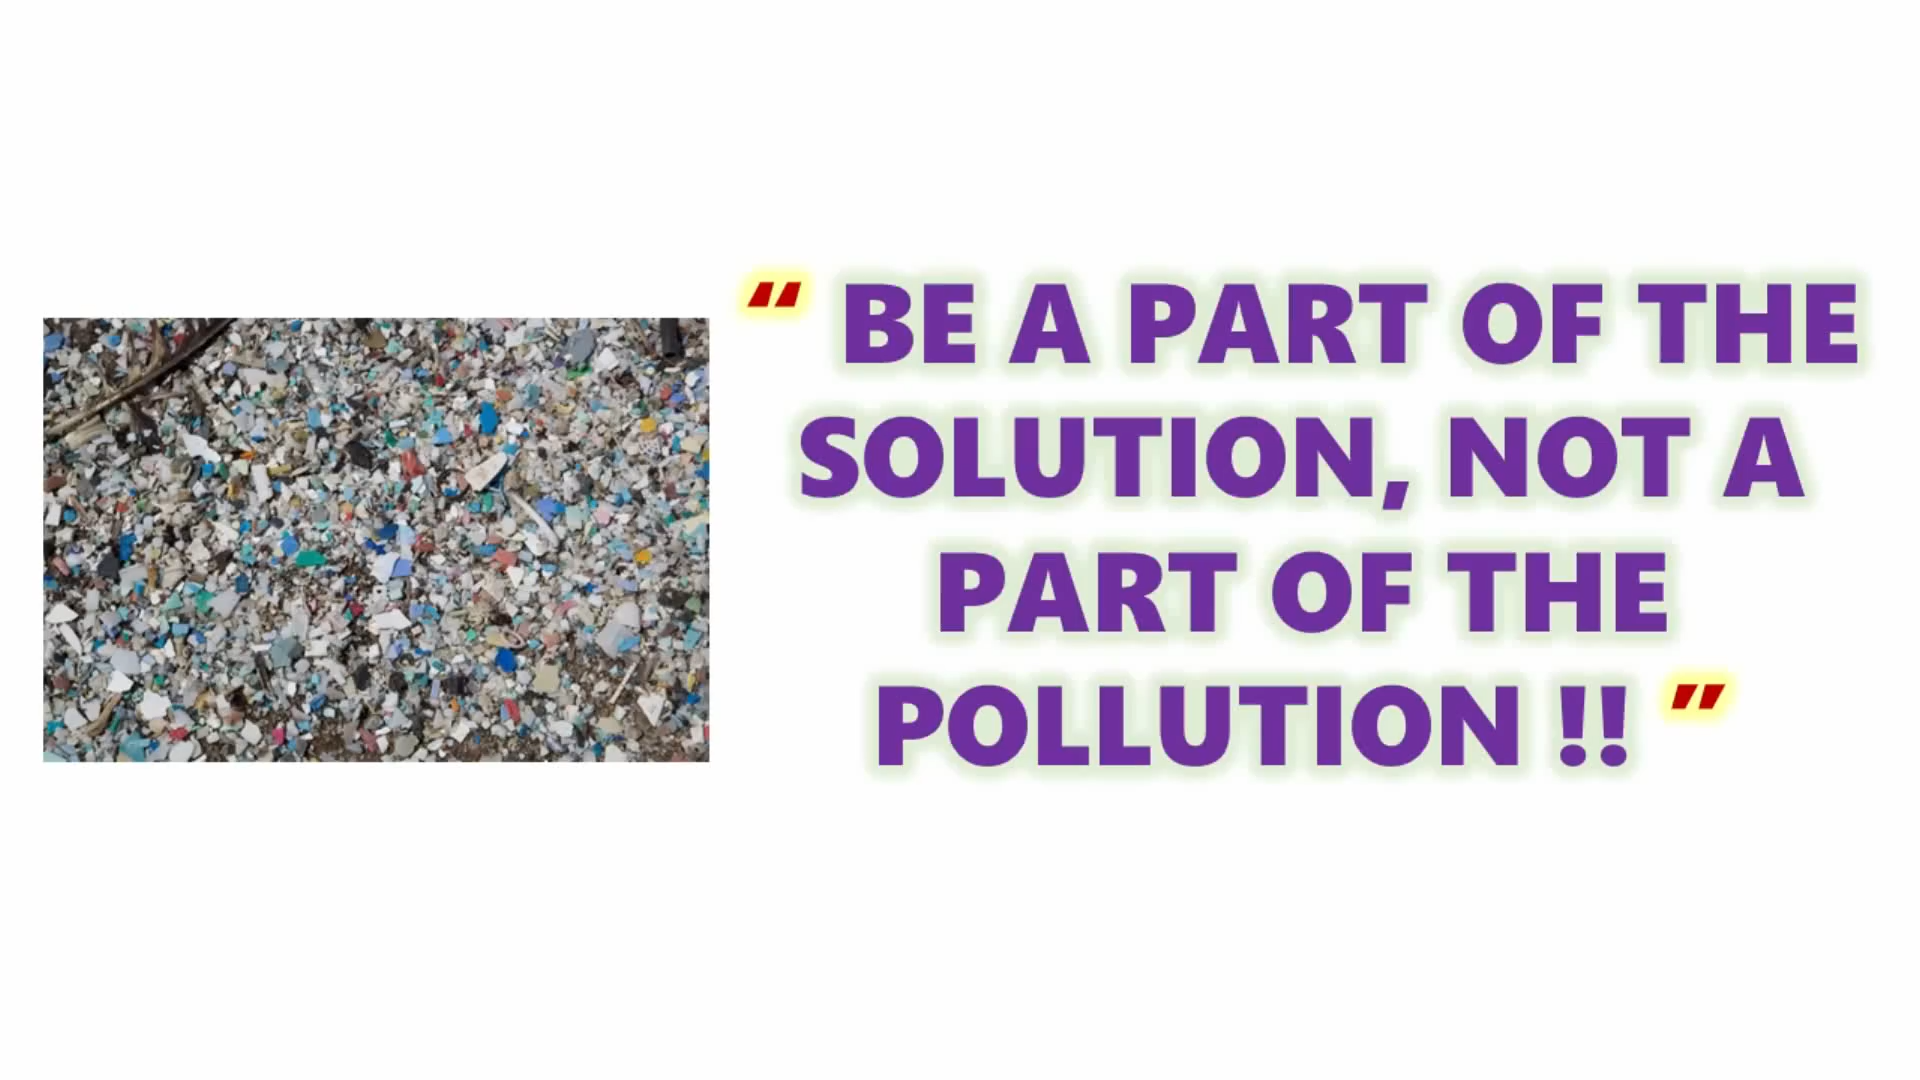 “ BE A PART OF THE
SOLUTION, NOT A
PART OF THE
POLLUTION !! ”